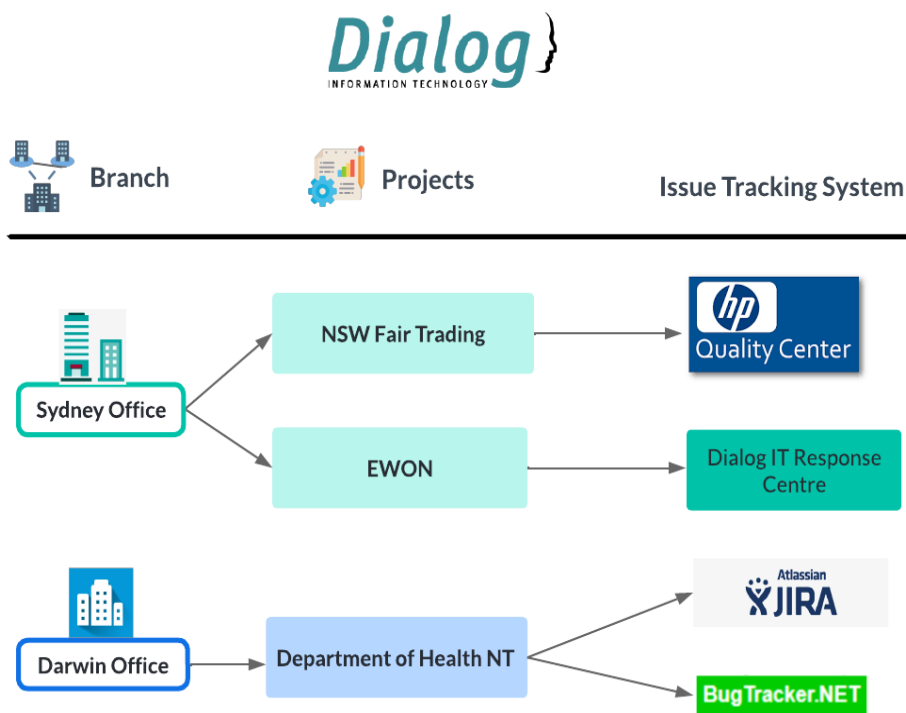 Dialog
INFORMATION TECHNOLOGY
Branch
Projects
Issue Tracking System
NSW Fair Trading
hp
Quality Center
Sydney Office
EWON
Dialog IT Response
Centre
Atlassian
JIRA
Darwin Office
Department of Health NT
BugTracker.NET